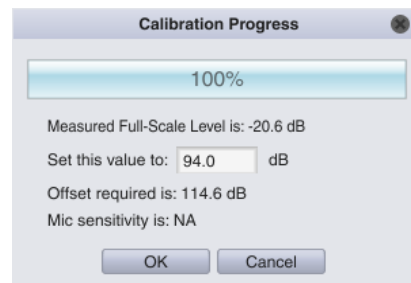 Calibration Progress
100%
Measured Full-Scale Level is: -20.6 dB
Set this value to: 94.0 dB
Offset required is: 114.6 dB
Mic sensitivity is: NA
OK Cancel